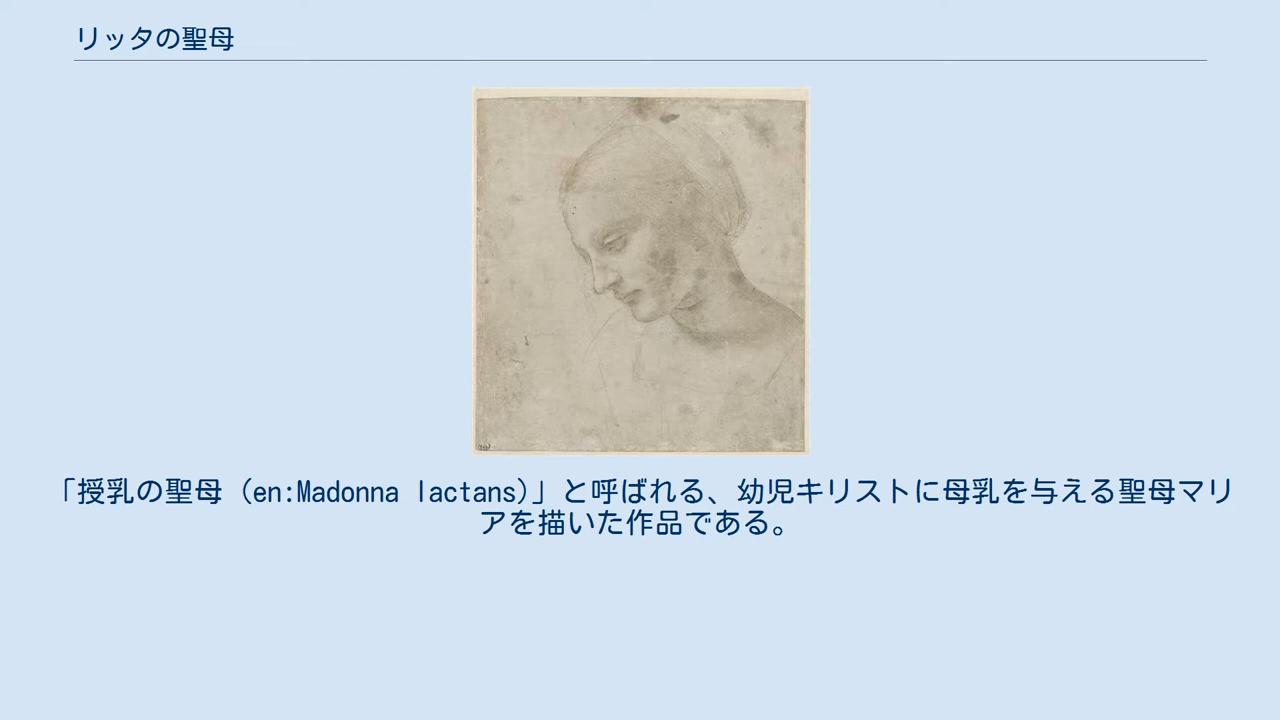 リッタの聖母
「授乳の聖母（en:Madonna lactans）」と呼ばれる、幼児キリストに母乳を与える聖母マリ
アを描いた作品である。